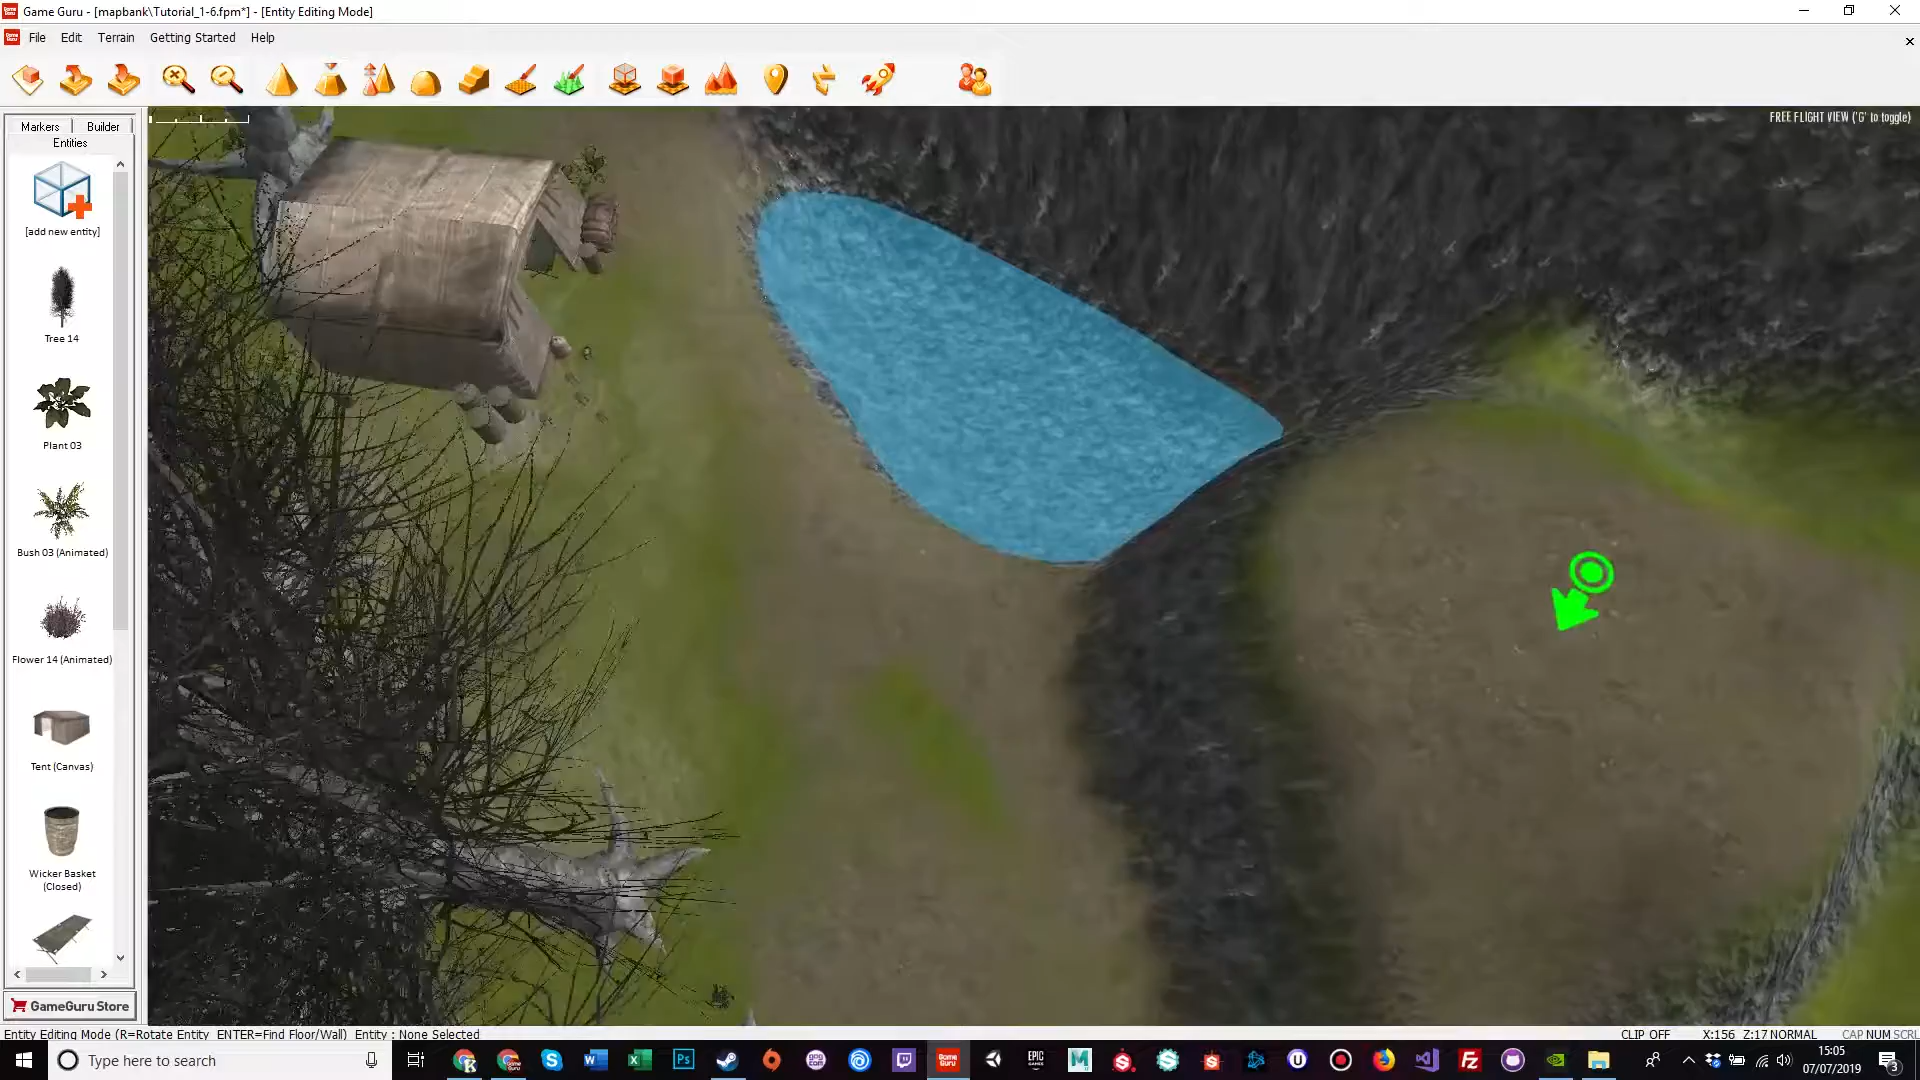 Game Guru - [mapbank\Tutorial_1-6.fpm*] - [Entity Editing Mode]
File Edit Terrain Getting Started Help
FREE FLIGHT VIEW ('G' to toggle)
Markers Builder
Entities
[add new entity]
Tree 14
Plant 03
Bush 03 (Animated)
Flower 14 (Animated)
Tent (Canvas)
Wicker Basket
(Closed)
GameGuru Store
Entity Editing Mode (R=Rotate Entity ENTER=Find Floor/Wall) Entity : None Selected
CLIP OFF X:156 Z:17 NORMAL CAP NUM SCRL
Type here to search
15:05
07/07/2019
3